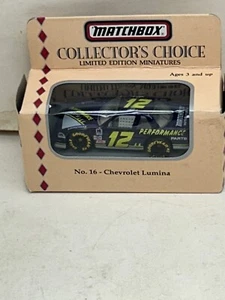 MATCHBOX
COLLECTOR'S CHOICE
LIMITED EDITION MINIATURES
Ages 3 and up
12
12
PERFORMANCE
No. 16 - Chevrolet Lumina